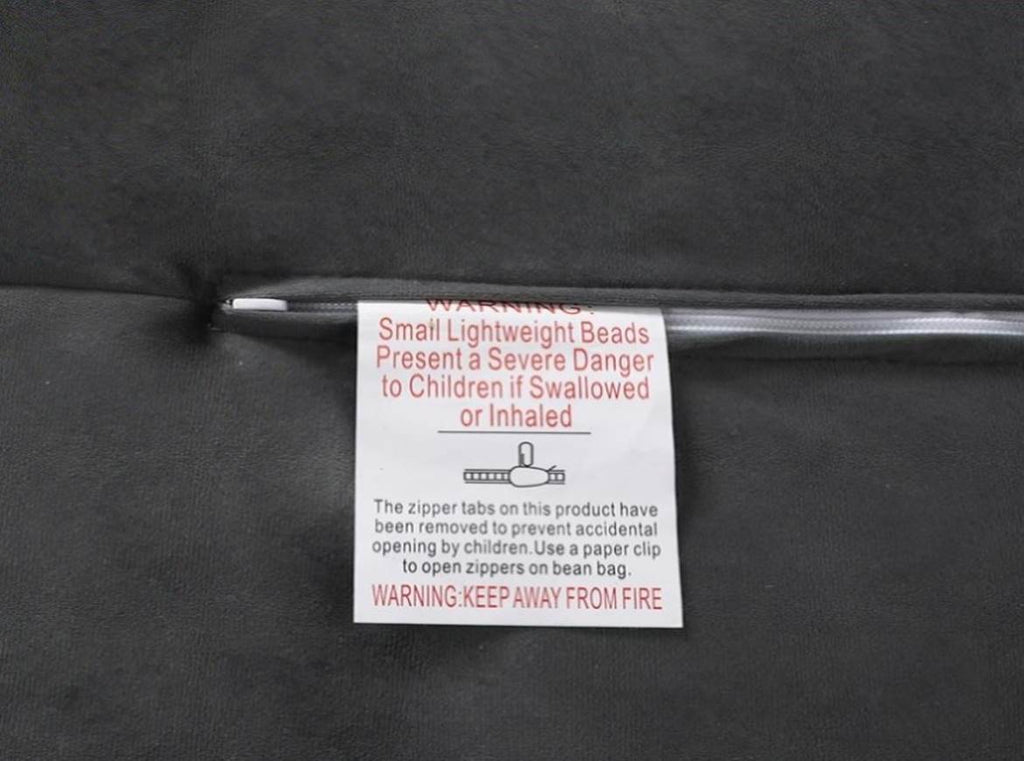 WARNING:
Small Lightweight Beads
Present a Severe Danger
to Children if Swallowed
or Inhaled
The zipper tabs on this product have
been removed to prevent accidental
opening by children.Use a paper clip
to open zippers on bean bag.
WARNING:KEEP AWAY FROM FIRE